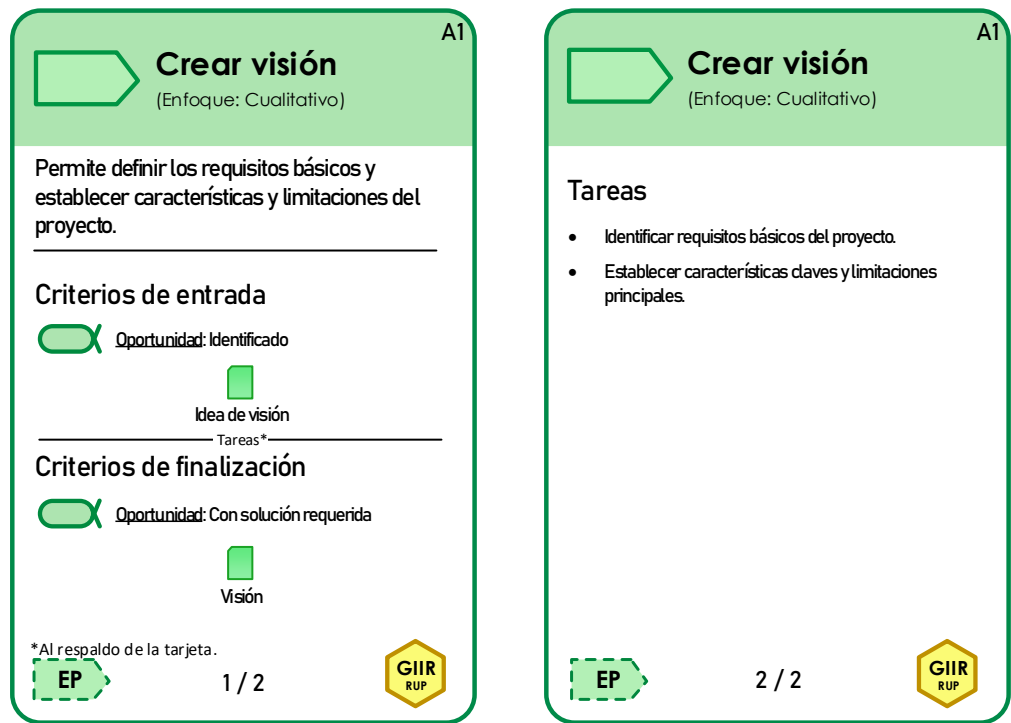 A1
Crear visión
(Enfoque: Cualitativo)
Permite definir los requisitos básicos y
establecer características y limitaciones del
proyecto.
Criterios de entrada
Oportunidad: Identificado
Idea de visión
Tareas*
Criterios de finalización
Oportunidad: Con solución requerida
Visión
*Al respaldo de la tarjeta.
EP
1 / 2
GIIR
RUP
A1
Crear visión
(Enfoque: Cualitativo)
Tareas
• Identificar requisitos básicos del proyecto.
• Establecer características claves y limitaciones
principales.
EP
2 / 2
GIIR
RUP